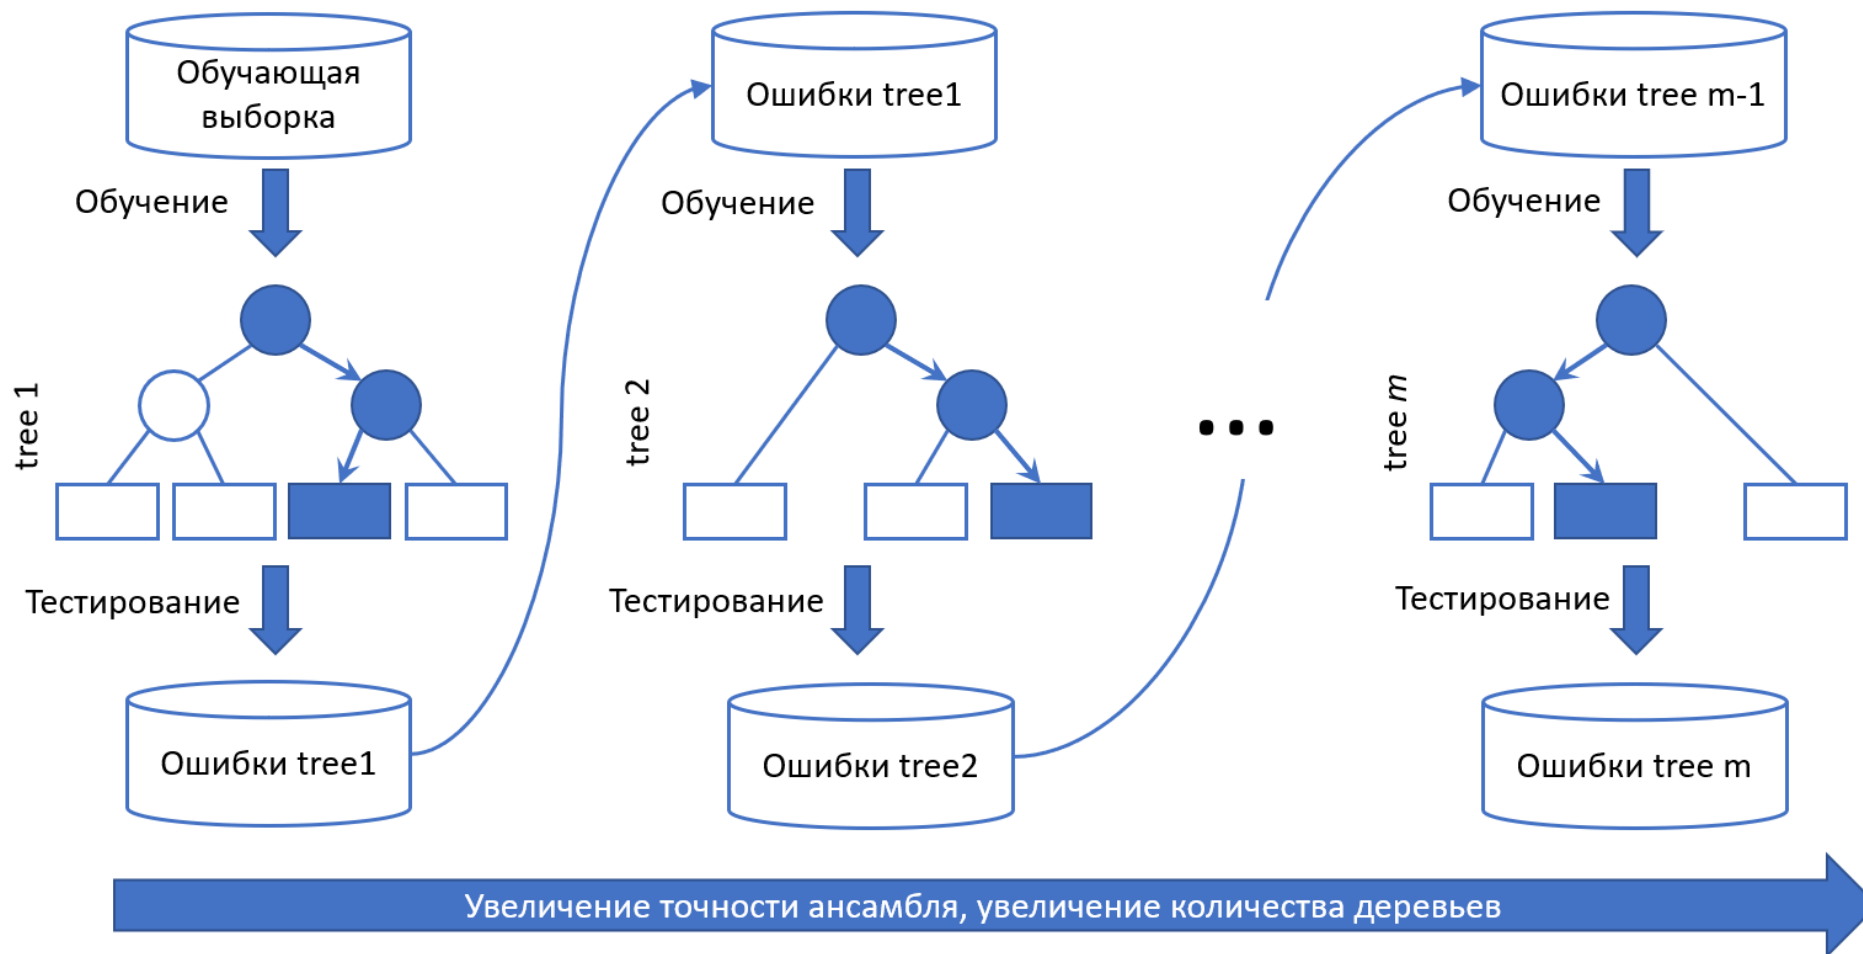 Обучающая
выборка
Обучение
tree 1
Тестирование
Ошибки tree1
Ошибки tree1
Обучение
tree 2
Тестирование
Ошибки tree2
...
Ошибки tree m-1
Обучение
tree m
Тестирование
Ошибки tree m
Увеличение точности ансамбля, увеличение количества деревьев